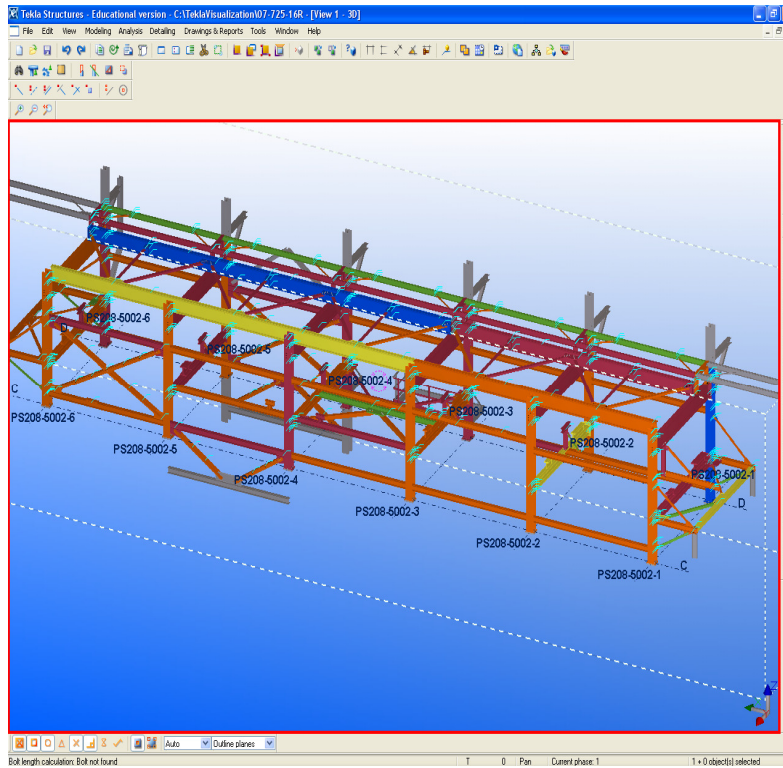 Tekla Structures - Educational version - C:\TeklaVisualization\07-725-16R - [View 1 - 3D]
File Edit View Modeling Analysis Detailing Drawings & Reports Tools Window Help
PS208-5002-6
D
PS208-5002-5
PS208-5002-4
C
PS208-5002-3
PS208-5002-6
PS208-5002-2
PS208-5002-5
PS208-5002-1
PS208-5002-4
D
PS208-5002-3
PS208-5002-2
C
PS208-5002-1
Z
Auto Outline planes
Bolt length calculation: Bolt not found T 0 Pan Current phase: 1 1 + 0 object(s) selected